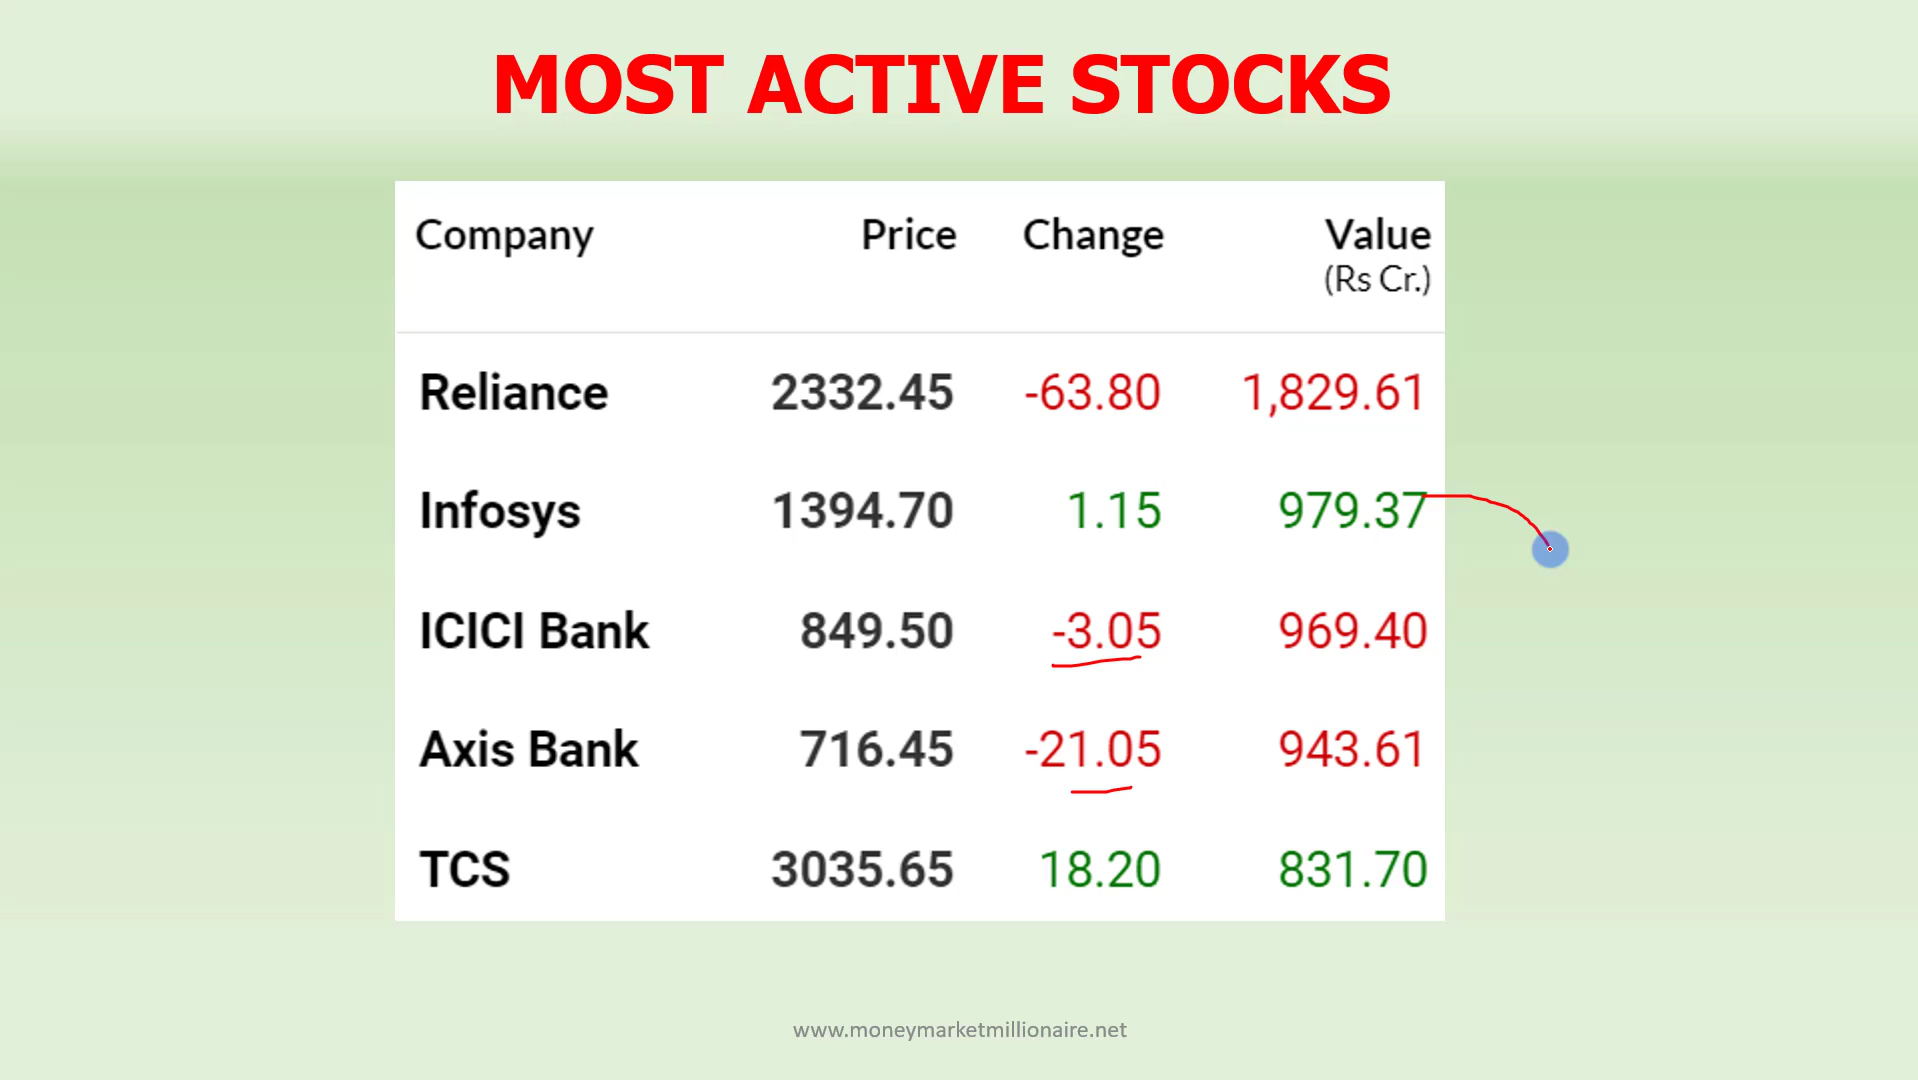 MOST ACTIVE STOCKS
Company Price Change Value
(Rs Cr.)
Reliance 2332.45 -63.80 1,829.61
Infosys 1394.70 1.15 979.37
ICICI Bank 849.50 -3.05 969.40
Axis Bank 716.45 -21.05 943.61
TCS 3035.65 18.20 831.70
www.moneymarketmillionaire.net